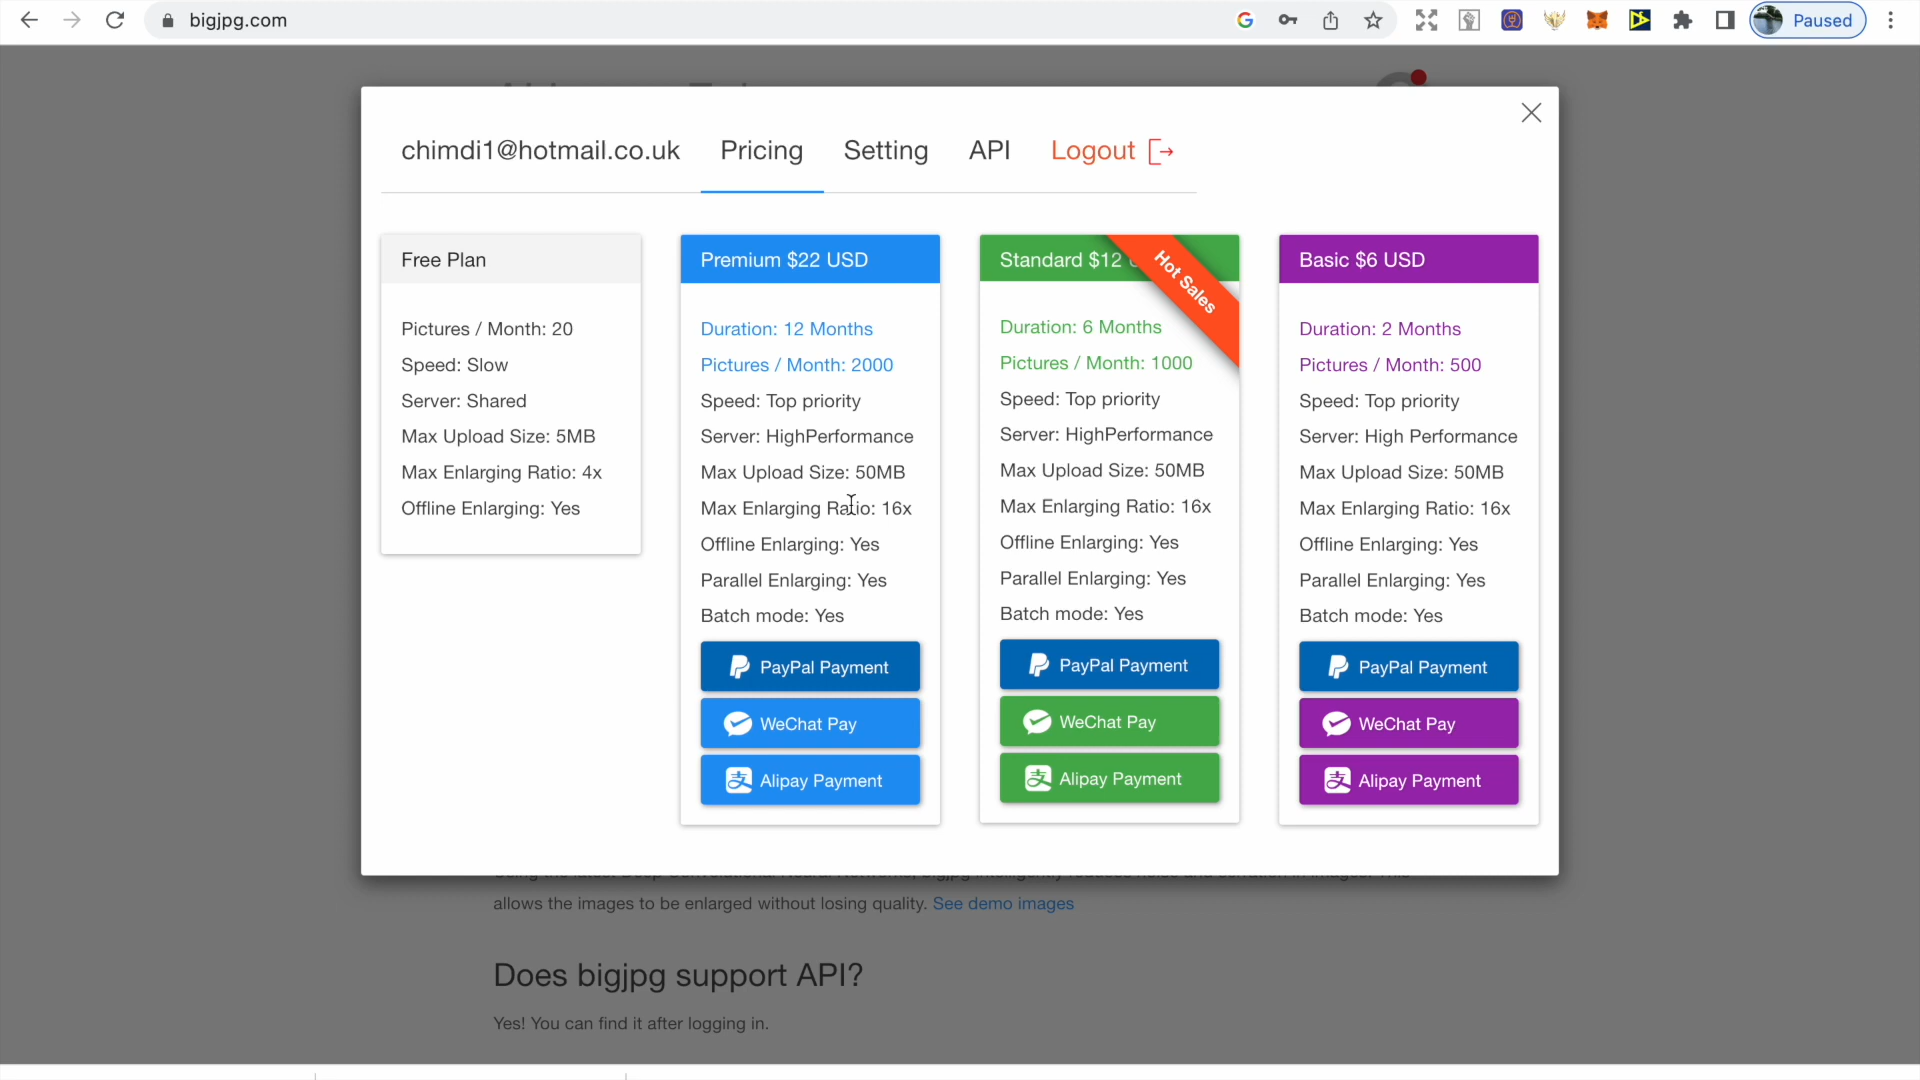 bigjpg.com
Paused
chimdi1@hotmail.co.uk Pricing Setting API Logout
Free Plan
Pictures / Month: 20
Speed: Slow
Server: Shared
Max Upload Size: 5MB
Max Enlarging Ratio: 4x
Offline Enlarging: Yes
Premium $22 USD
Duration: 12 Months
Pictures / Month: 2000
Speed: Top priority
Server: HighPerformance
Max Upload Size: 50MB
Max Enlarging Ratio: 16x
Offline Enlarging: Yes
Parallel Enlarging: Yes
Batch mode: Yes
PayPal Payment
WeChat Pay
支 Alipay Payment
Standard $12
Hot Sales
Duration: 6 Months
Pictures / Month: 1000
Speed: Top priority
Server: HighPerformance
Max Upload Size: 50MB
Max Enlarging Ratio: 16x
Offline Enlarging: Yes
Parallel Enlarging: Yes
Batch mode: Yes
PayPal Payment
WeChat Pay
支 Alipay Payment
Basic $6 USD
Duration: 2 Months
Pictures / Month: 500
Speed: Top priority
Server: High Performance
Max Upload Size: 50MB
Max Enlarging Ratio: 16x
Offline Enlarging: Yes
Parallel Enlarging: Yes
Batch mode: Yes
PayPal Payment
WeChat Pay
支 Alipay Payment
allows the images to be enlarged without losing quality. See demo images
Does bigjpg support API?
Yes! You can find it after logging in.